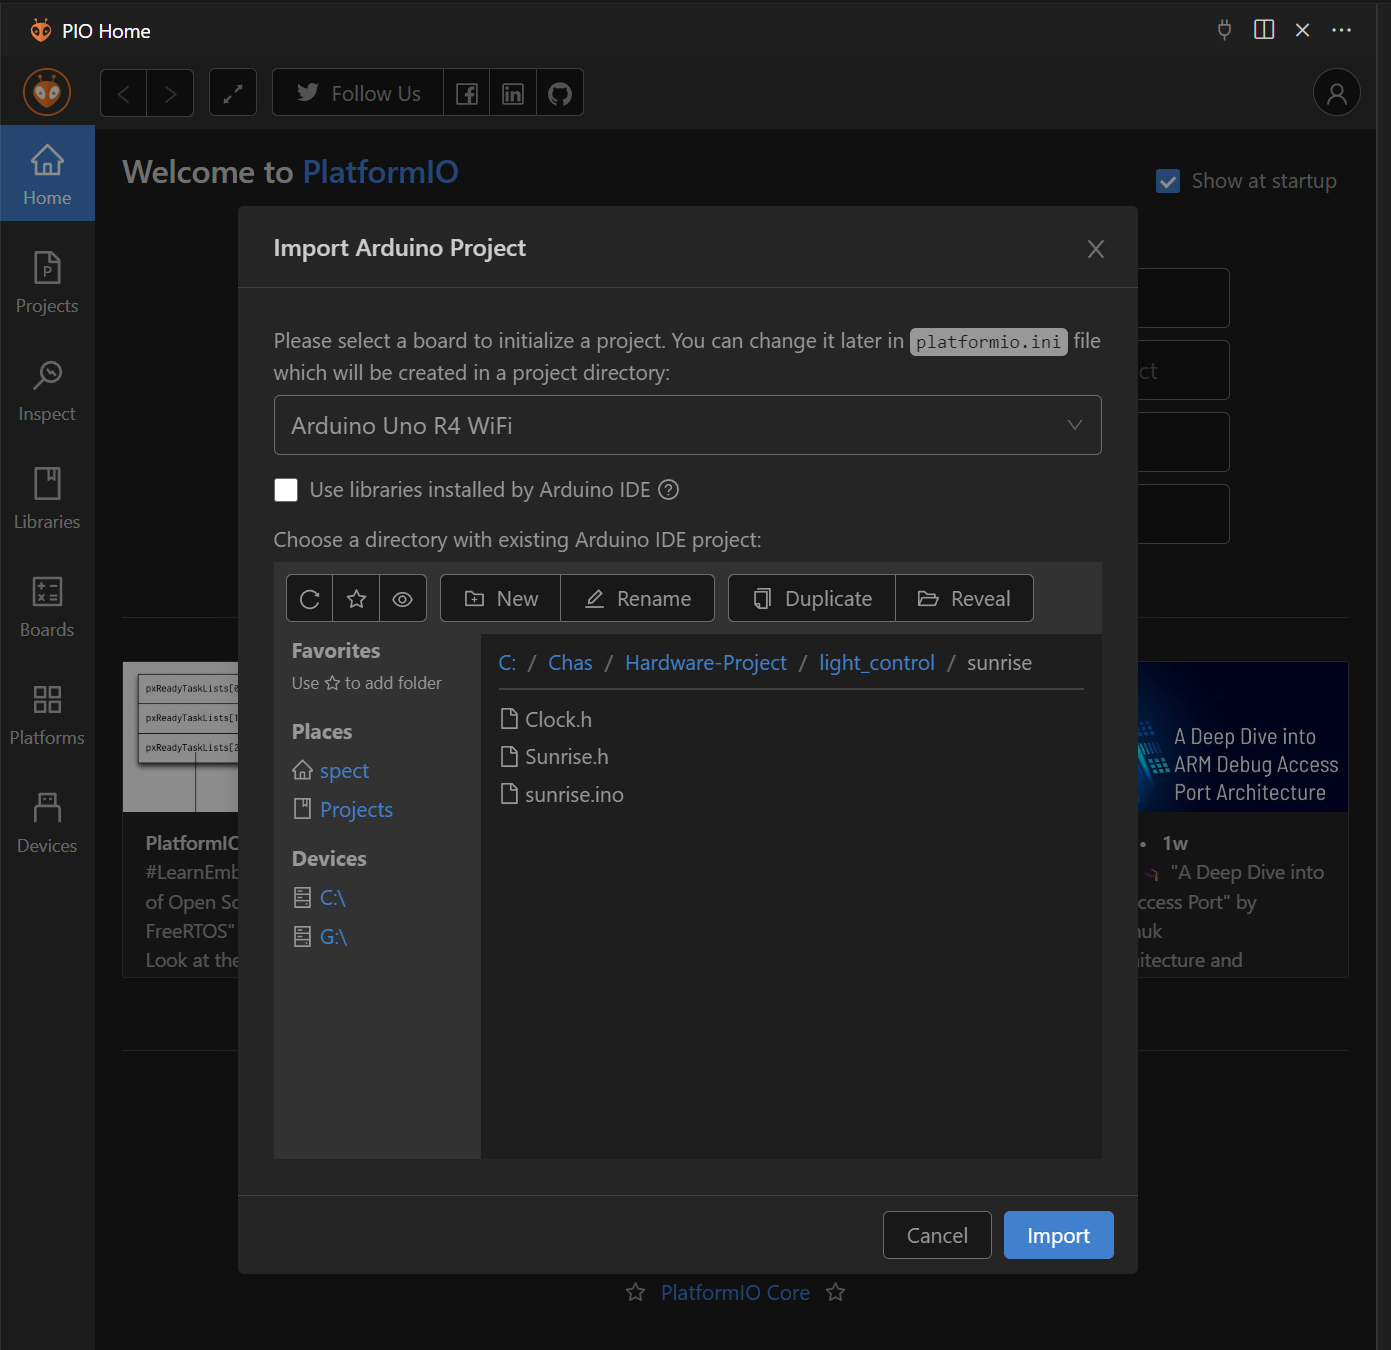 PIO Home
Follow Us
Home
Projects
Inspect
Libraries
Boards
Platforms
Devices
Welcome to PlatformIO
Show at startup
Import Arduino Project
Please select a board to initialize a project. You can change it later in platformio.ini file
which will be created in a project directory:
Arduino Uno R4 WiFi
Use libraries installed by Arduino IDE
Choose a directory with existing Arduino IDE project:
New
Rename
Duplicate
Reveal
Favorites
Use to add folder
Places
spect
Projects
Devices
C:\
G:\
C: / Chas / Hardware-Project / light_control / sunrise
Clock.h
Sunrise.h
sunrise.ino
Cancel
Import
ct
pxReadyTaskLists[
pxReadyTaskLists[1
pxReadyTaskLists[2
PlatformIO
#LearnEmb
of Open So
FreeRTOS"
Look at the
A Deep Dive into
ARM Debug Access
Port Architecture
• 1w
"A Deep Dive into
ccess Port" by
uk
itecture and
PlatformIO Core